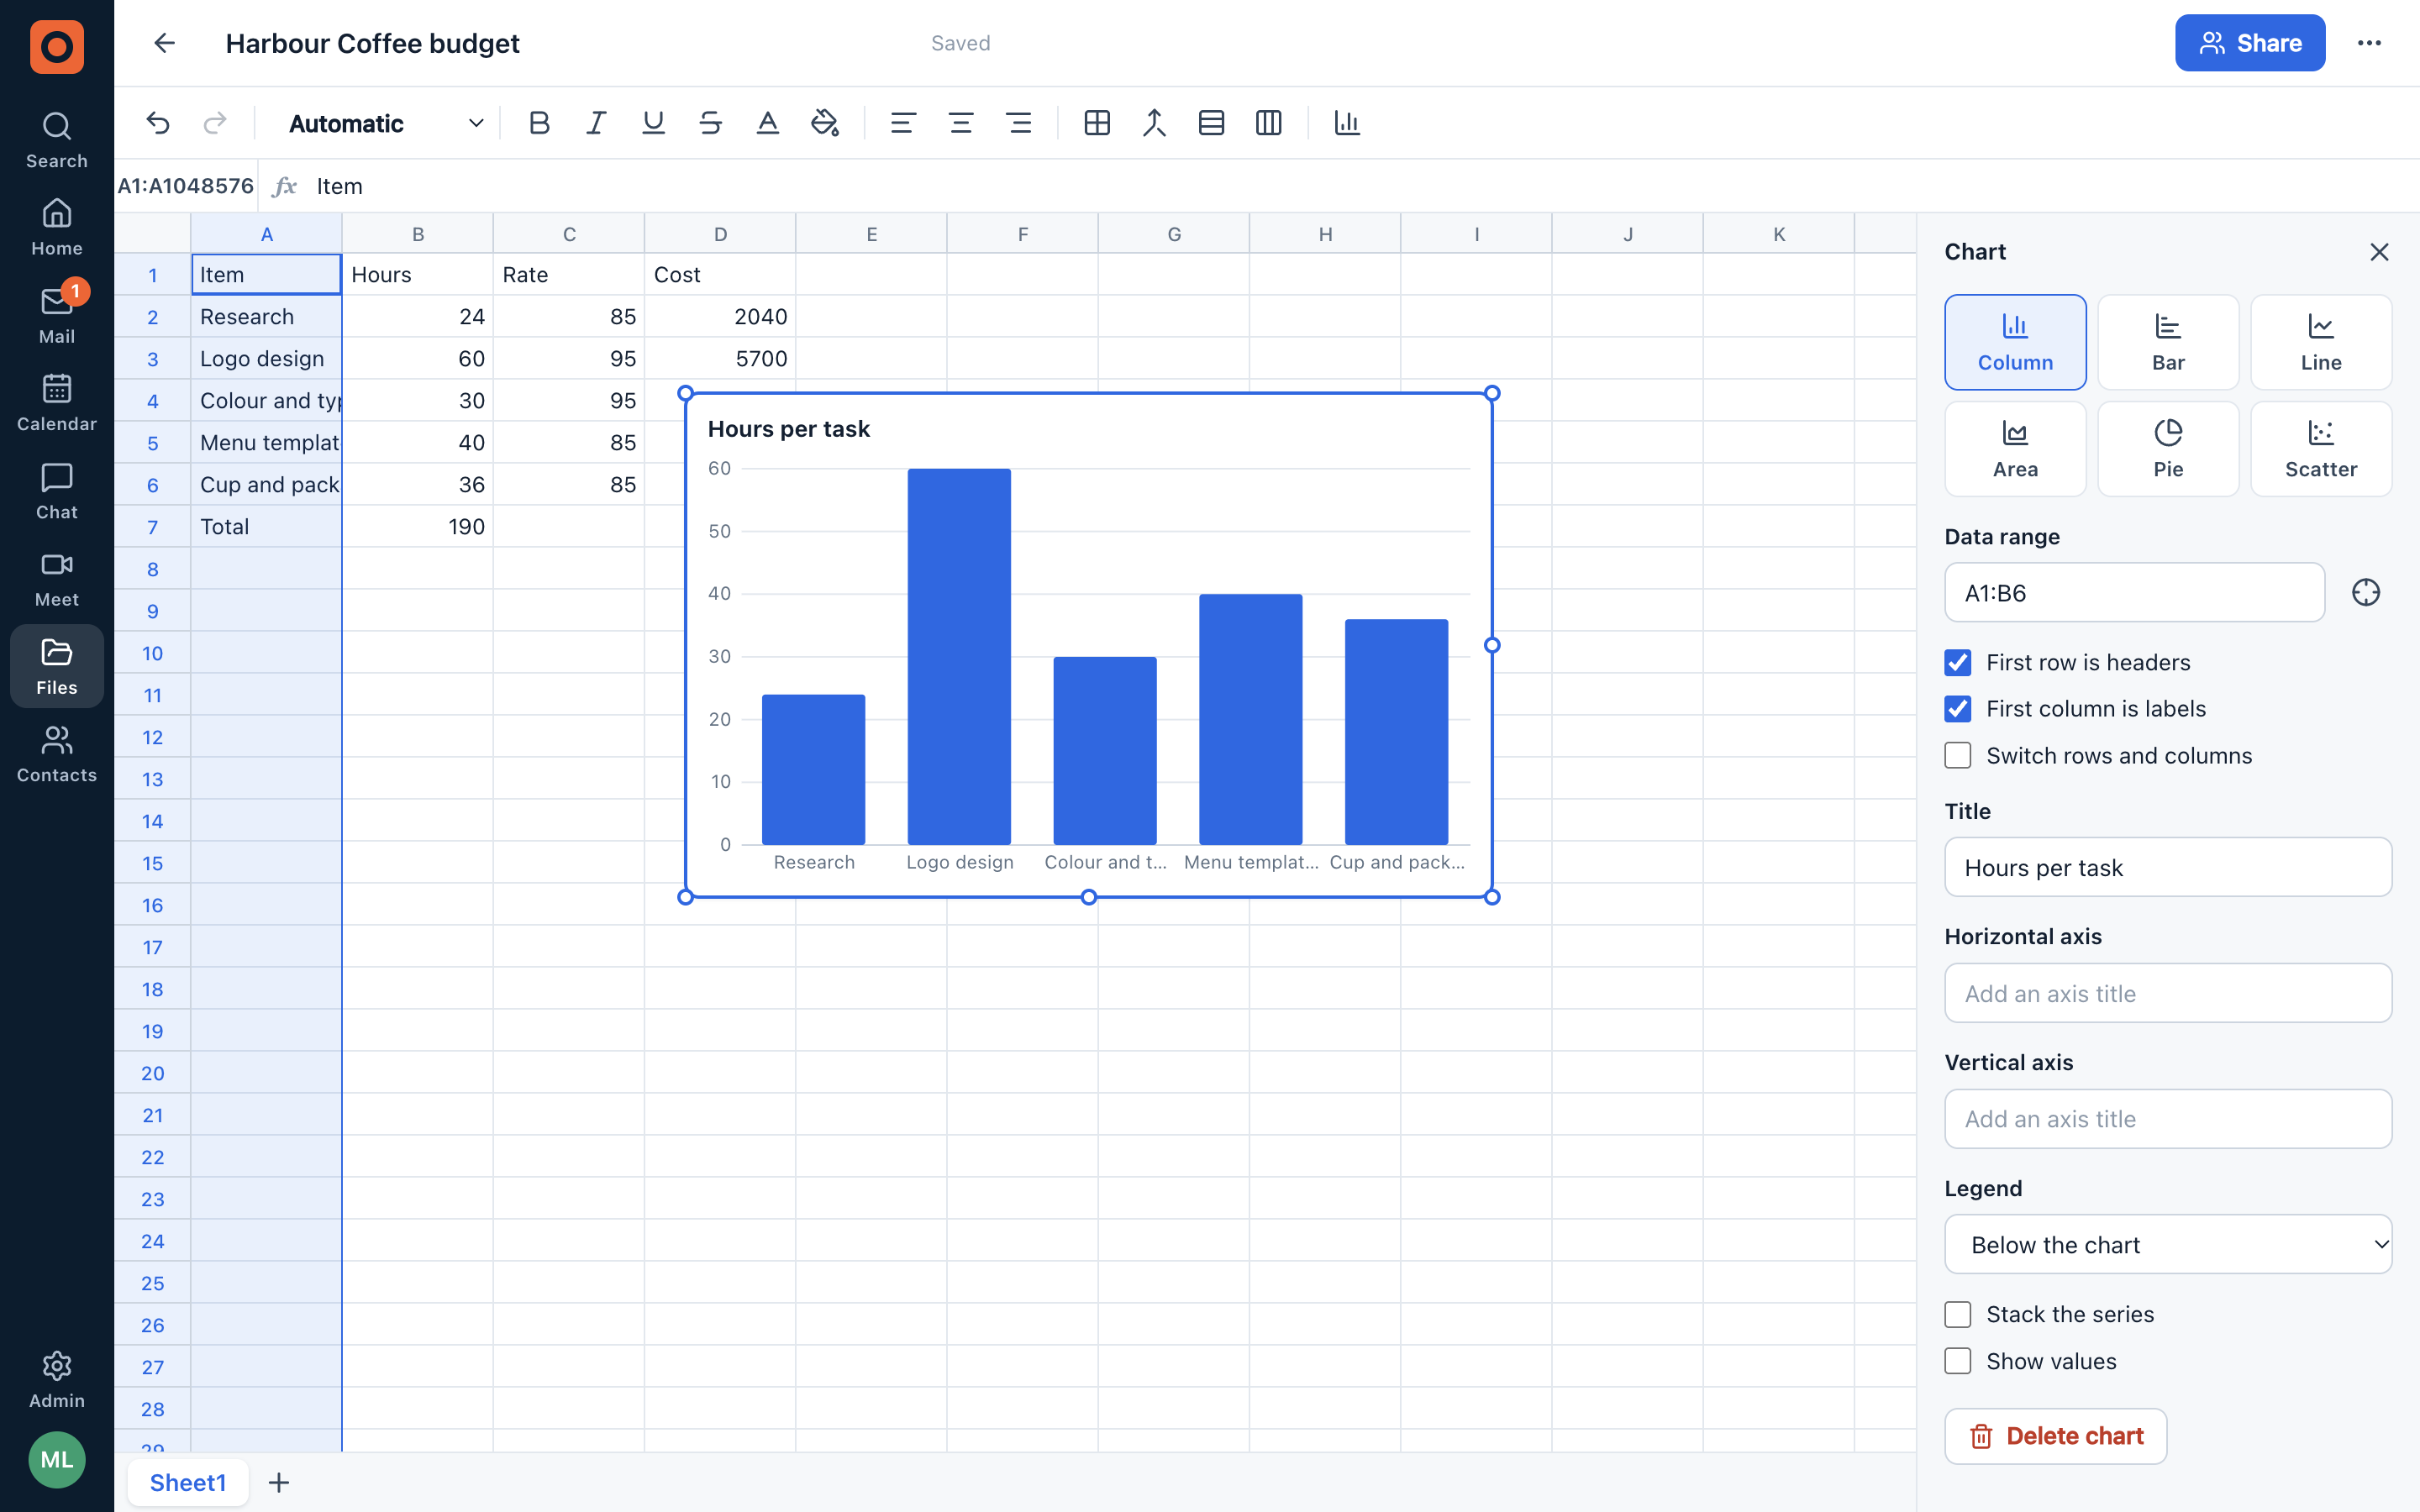 Harbour Coffee budget
Saved
Share
Search
Home
1
Mail
Calendar
Chat
Meet
Files
Contacts
Admin
ML
Automatic
A1:A1048576
fx
Item
A B C D E F G H I J K
1 Item Hours Rate Cost
2 Research 24 85 2040
3 Logo design 60 95 5700
4 Colour and typ 30 95
5 Menu templat 40 85
6 Cup and pack 36 85
7 Total 190
8
9
10
11
12
13
14
15
16
17
18
19
20
21
22
23
24
25
26
27
28
29
Hours per task
60
50
40
30
20
10
0
Research Logo design Colour and t... Menu templat... Cup and pack...
Sheet1
Chart
Column Bar Line
Area Pie Scatter
Data range
A1:B6
First row is headers
First column is labels
Switch rows and columns
Title
Hours per task
Horizontal axis
Add an axis title
Vertical axis
Add an axis title
Legend
Below the chart
Stack the series
Show values
Delete chart